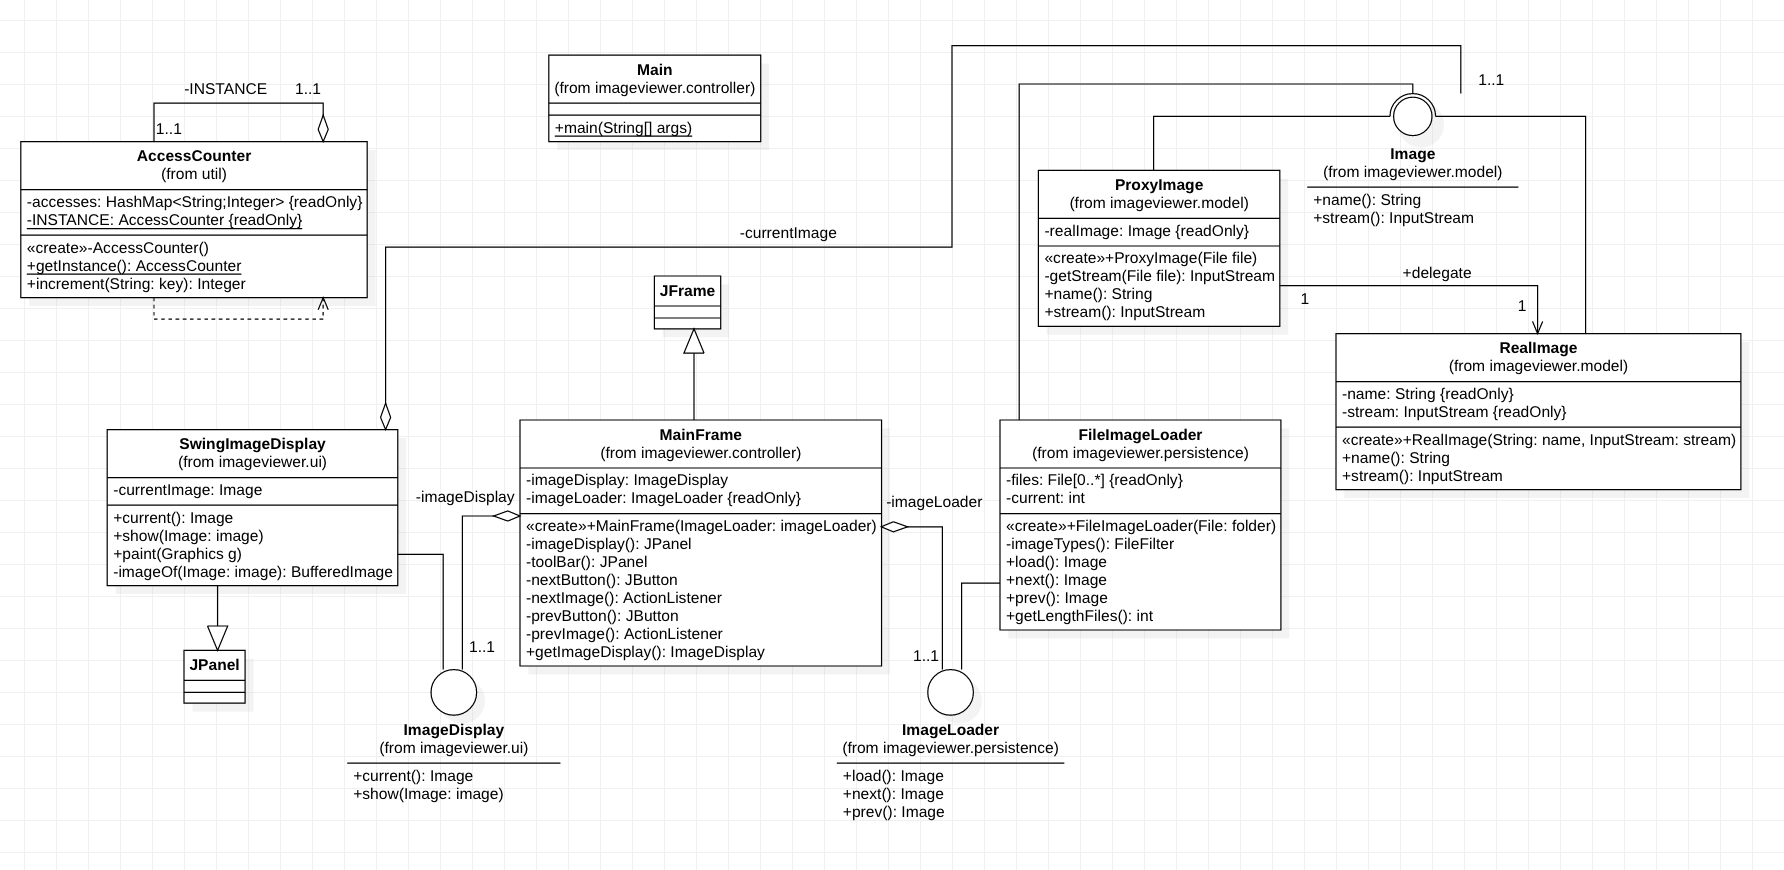 -INSTANCE
1..1
1..1
AccessCounter
(from util)
-accesses: HashMap<String;Integer> {readOnly}
-INSTANCE: AccessCounter {readOnly}
«create»-AccessCounter()
+getInstance(): AccessCounter
+increment(String: key): Integer
Main
(from imageviewer.controller)
+main(String[] args)
1..1
Image
(from imageviewer.model)
+name(): String
+stream(): InputStream
ProxyImage
(from imageviewer.model)
-realImage: Image {readOnly}
«create»+ProxyImage(File file)
-getStream(File file): InputStream
+name(): String
+stream(): InputStream
-currentImage
+delegate
1
1
JFrame
RealImage
(from imageviewer.model)
-name: String {readOnly}
-stream: InputStream {readOnly}
«create»+RealImage(String: name, InputStream: stream)
+name(): String
+stream(): InputStream
SwingImageDisplay
(from imageviewer.ui)
-currentImage: Image
+current(): Image
+show(Image: image)
+paint(Graphics g)
-imageOf(Image: image): BufferedImage
-imageDisplay
MainFrame
(from imageviewer.controller)
-imageDisplay: ImageDisplay
-imageLoader: ImageLoader {readOnly}
«create»+MainFrame(ImageLoader: imageLoader)
-imageDisplay(): JPanel
-toolBar(): JPanel
-nextButton(): JButton
-nextImage(): ActionListener
-prevButton(): JButton
-prevImage(): ActionListener
+getImageDisplay(): ImageDisplay
-imageLoader
FileImageLoader
(from imageviewer.persistence)
-files: File[0..*] {readOnly}
-current: int
«create»+FileImageLoader(File: folder)
-imageTypes(): FileFilter
+load(): Image
+next(): Image
+prev(): Image
+getLengthFiles(): int
JPanel
1..1
1..1
ImageDisplay
(from imageviewer.ui)
+current(): Image
+show(Image: image)
ImageLoader
(from imageviewer.persistence)
+load(): Image
+next(): Image
+prev(): Image